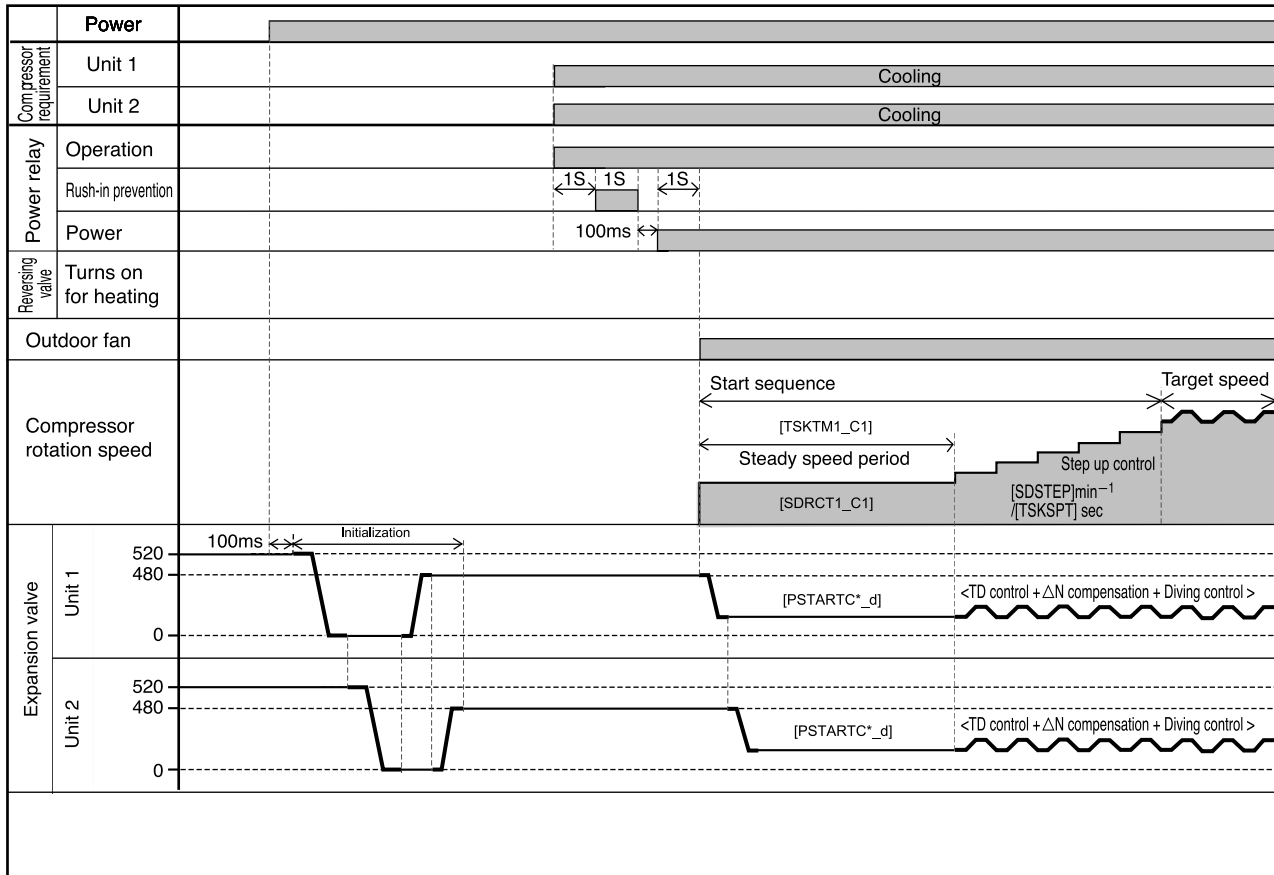 Power
Compressor requirement
Unit 1
Cooling
Unit 2
Cooling
Power relay
Operation
Rush-in prevention
1S
1S
1S
Power
100ms
Reversing valve
Turns on
for heating
Outdoor fan
Compressor
rotation speed
Start sequence
Target speed
[TSKTM1_C1]
Steady speed period
[SDRCT1_C1]
Step up control
[SDSTEP]min⁻¹
/[TSKSPT] sec
Expansion valve
Unit 1
100ms
Initialization
520
480
0
[PSTARTC*_d]
<TD control + △N compensation + Diving control >
Unit 2
520
480
0
[PSTARTC*_d]
<TD control + △N compensation + Diving control >